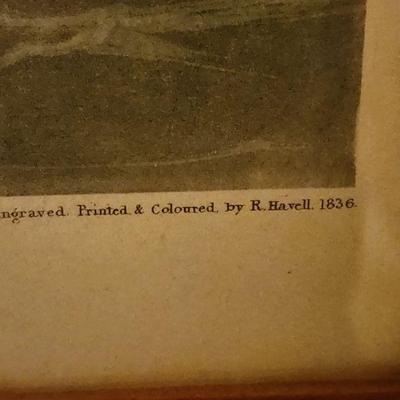 ngraved. Printed & Coloured, by R. Havell. 1836.